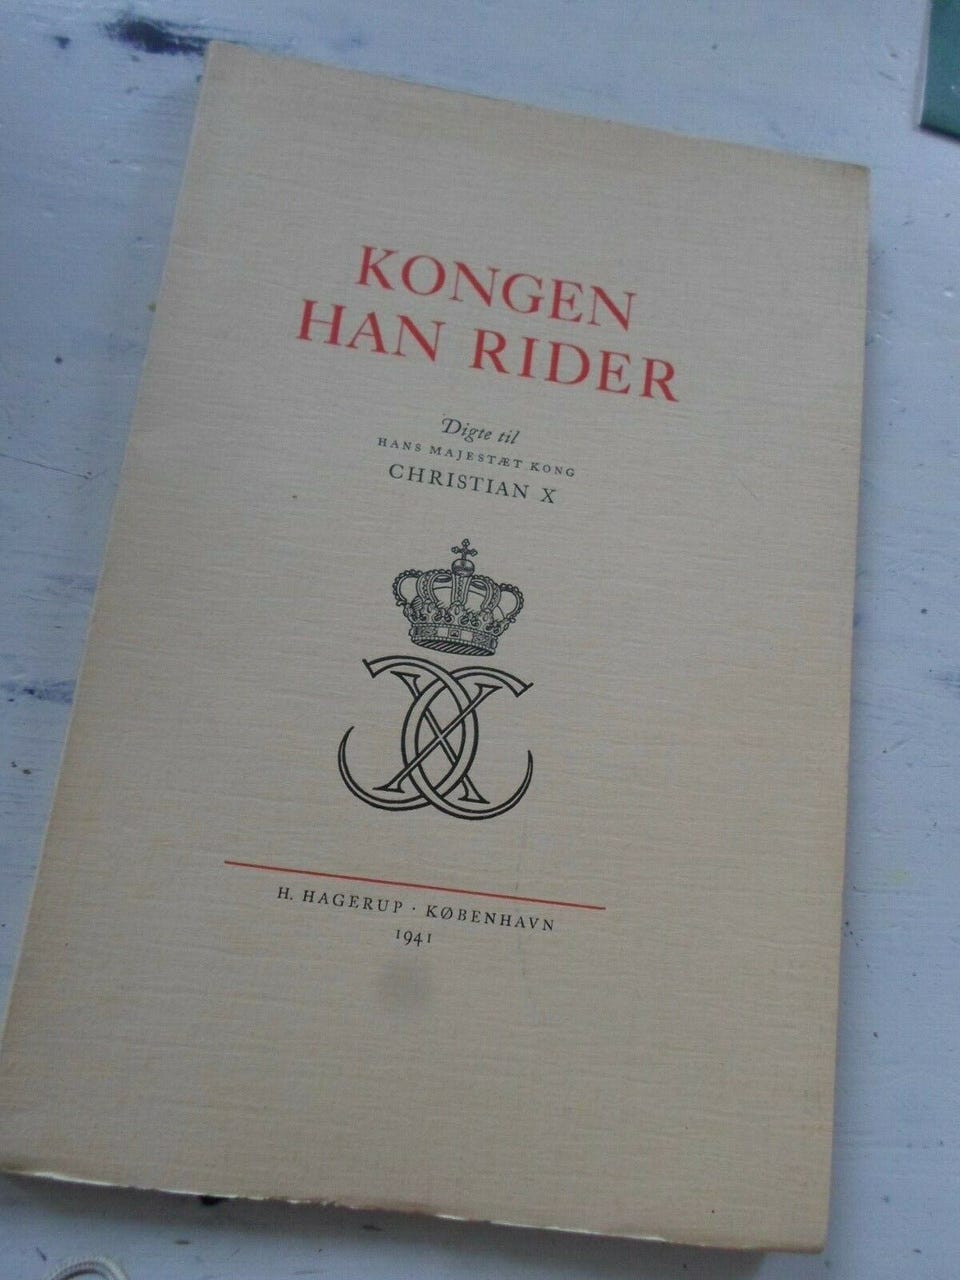 KONGEN
HAN RIDER
Digte til
HANS MAJESTÆT KONG
CHRISTIAN X
H. HAGERUP · KØBENHAVN
1941